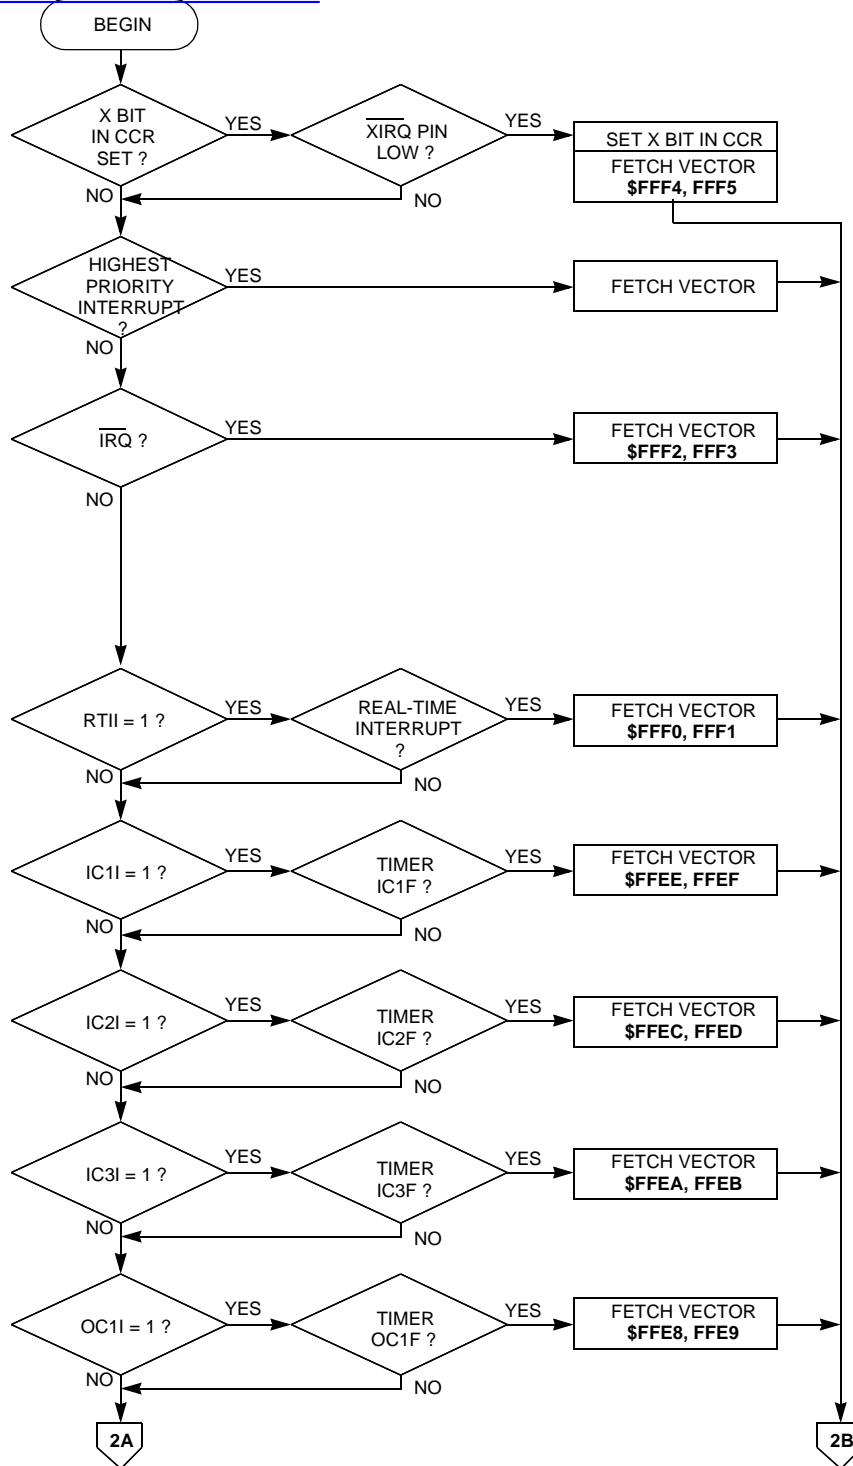 BEGIN
X BIT
IN CCR
SET ?
YES
XIRQ PIN
LOW ?
YES
SET X BIT IN CCR
FETCH VECTOR
$FFF4, FFF5
NO
NO
HIGHEST
PRIORITY
INTERRUPT
?
YES
FETCH VECTOR
NO
IRQ ?
YES
FETCH VECTOR
$FFF2, FFF3
NO
RTII = 1 ?
YES
REAL-TIME
INTERRUPT
?
YES
FETCH VECTOR
$FFF0, FFF1
NO
NO
IC1I = 1 ?
YES
TIMER
IC1F ?
YES
FETCH VECTOR
$FFEE, FFEF
NO
NO
IC2I = 1 ?
YES
TIMER
IC2F ?
YES
FETCH VECTOR
$FFEC, FFED
NO
NO
IC3I = 1 ?
YES
TIMER
IC3F ?
YES
FETCH VECTOR
$FFEA, FFEB
NO
NO
OC1I = 1 ?
YES
TIMER
OC1F ?
YES
FETCH VECTOR
$FFE8, FFE9
NO
NO
2A
2B